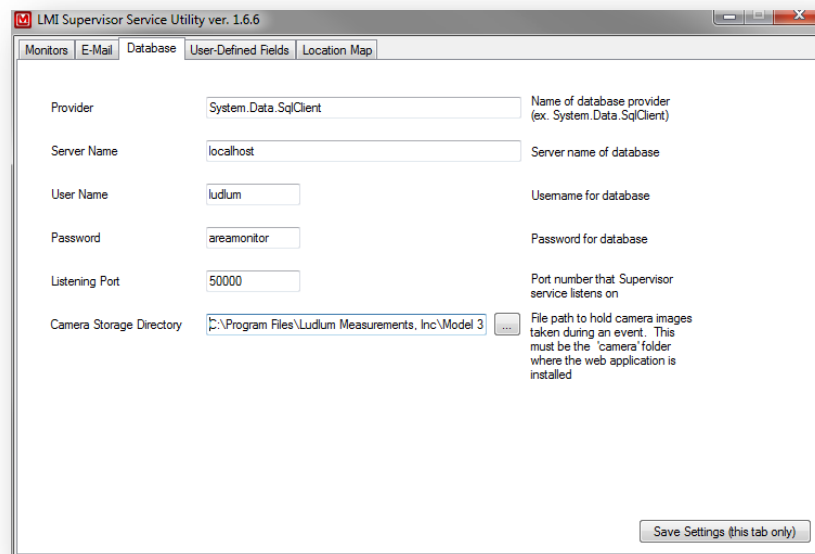 LMI Supervisor Service Utility ver. 1.6.6
Monitors E-Mail Database User-Defined Fields Location Map
Provider System.Data.SqlClient Name of database provider
(ex. System.Data.SqlClient)
Server Name localhost Server name of database
User Name ludlum Username for database
Password areamonitor Password for database
Listening Port 50000 Port number that Supervisor
service listens on
Camera Storage Directory C:\Program Files\Ludlum Measurements, Inc\Model 3 ... File path to hold camera images
taken during an event. This
must be the 'camera' folder
where the web application is
installed
Save Settings (this tab only)